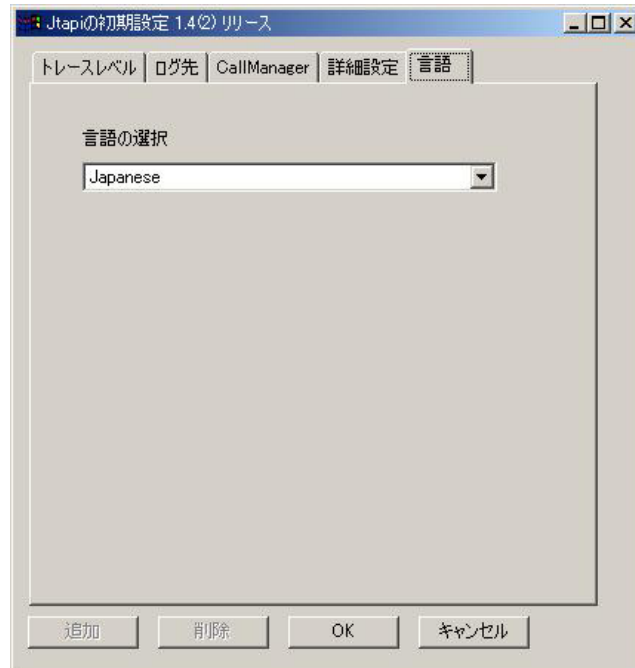 Jtapiの初期設定 1.4(2) リリース
トレースレベル ログ先 CallManager 詳細設定 言語
言語の選択
Japanese
追加 削除 OK キャンセル